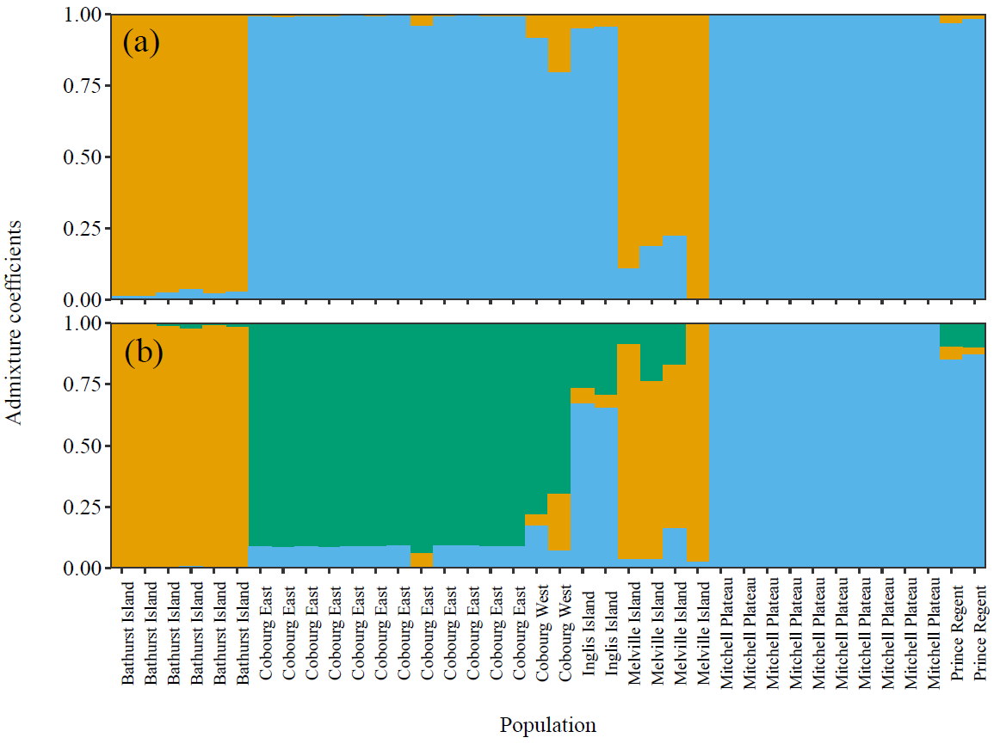 Admixture coefficients
1.00
(a)
0.75
0.50
0.25
0.00
1.00
(b)
0.75
0.50
0.25
0.00
Bathurst Island
Bathurst Island
Bathurst Island
Bathurst Island
Bathurst Island
Bathurst Island
Cobourg East
Cobourg East
Cobourg East
Cobourg East
Cobourg East
Cobourg East
Cobourg East
Cobourg East
Cobourg East
Cobourg East
Cobourg East
Cobourg East
Cobourg West
Cobourg West
Inglis Island
Inglis Island
Melville Island
Melville Island
Melville Island
Melville Island
Mitchell Plateau
Mitchell Plateau
Mitchell Plateau
Mitchell Plateau
Mitchell Plateau
Mitchell Plateau
Mitchell Plateau
Mitchell Plateau
Mitchell Plateau
Mitchell Plateau
Prince Regent
Prince Regent
Population